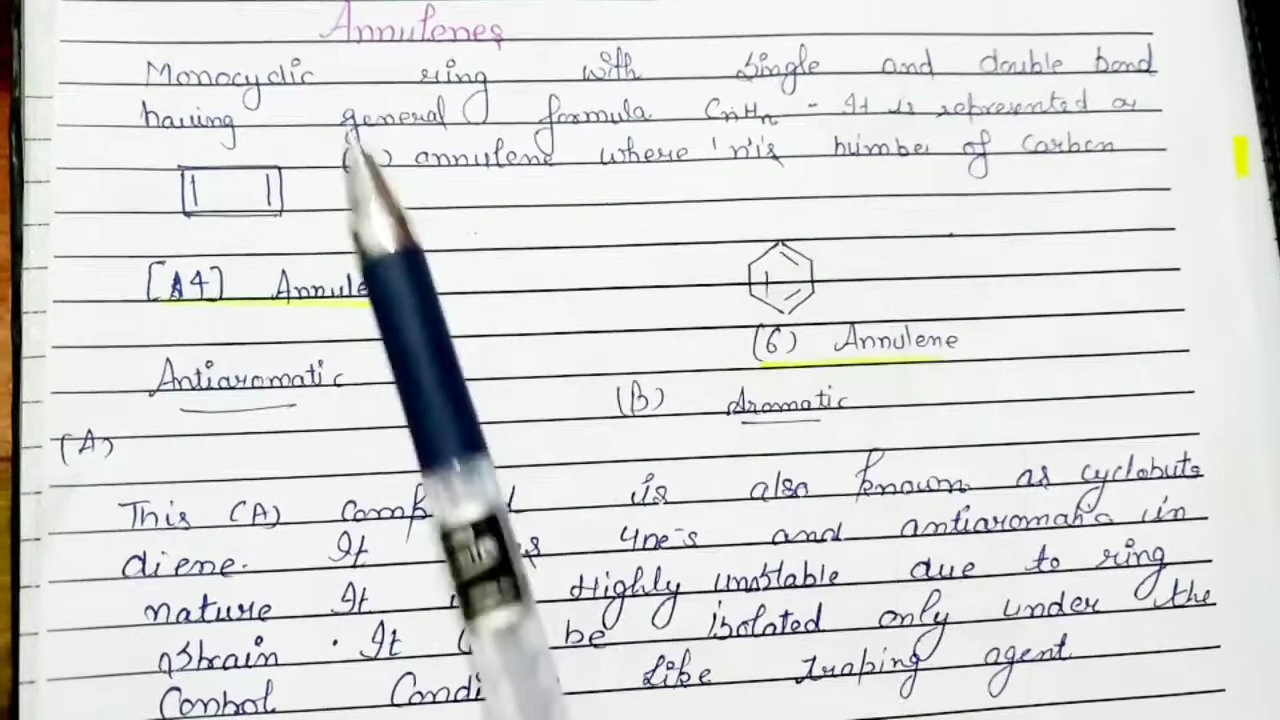 Annulenes
Monocyclic ring with single and double bond
having general formula CnHn - It is represented as
( ) annulene where 'n' is number of Carbon
[4] Annule
(6) Annulene
Antiaromatic
(B) Aromatic
(A)
This (A) comp is also known as cyclobuta
diene. It 4πe-s and antiaromatic in
nature It Highly unstable due to ring
strain . It be isolated only under the
Control Condi like traping agent